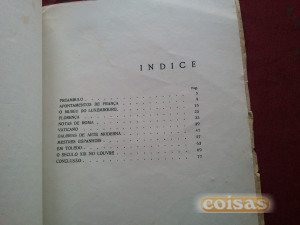 INDICE
Pag.
PREAMBULO
APONTAMENTOS DE FRANÇA
O MUSEU DO LUXEMBURGO
FLORENÇA
NOTAS DE ROMA
VATICANO
GALERIAS DE ARTE MODERNA
MESTRES ESPANHOIS
EM TOLEDO
O SECULO XIX NO LOUVRE
CONCLUSÃO
coisas